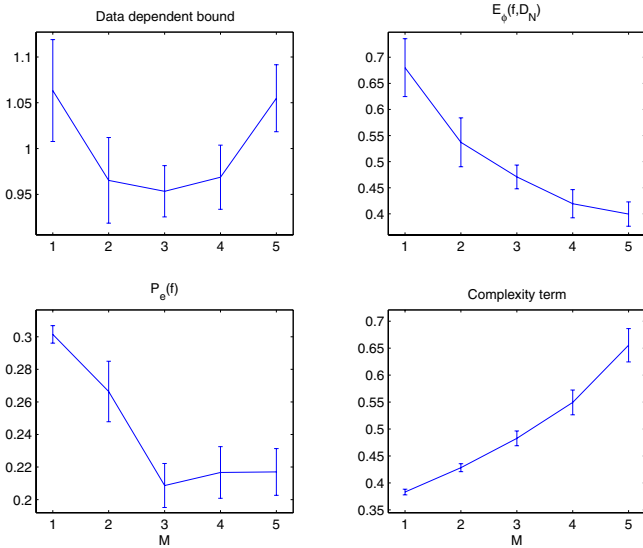 Data dependent bound
1.1
1.05
1
0.95
1 2 3 4 5
E_ϕ(f,D_N)
0.7
0.65
0.6
0.55
0.5
0.45
0.4
1 2 3 4 5
P_e(f)
0.3
0.28
0.26
0.24
0.22
0.2
1 2 3 4 5
M
Complexity term
0.7
0.65
0.6
0.55
0.5
0.45
0.4
0.35
1 2 3 4 5
M